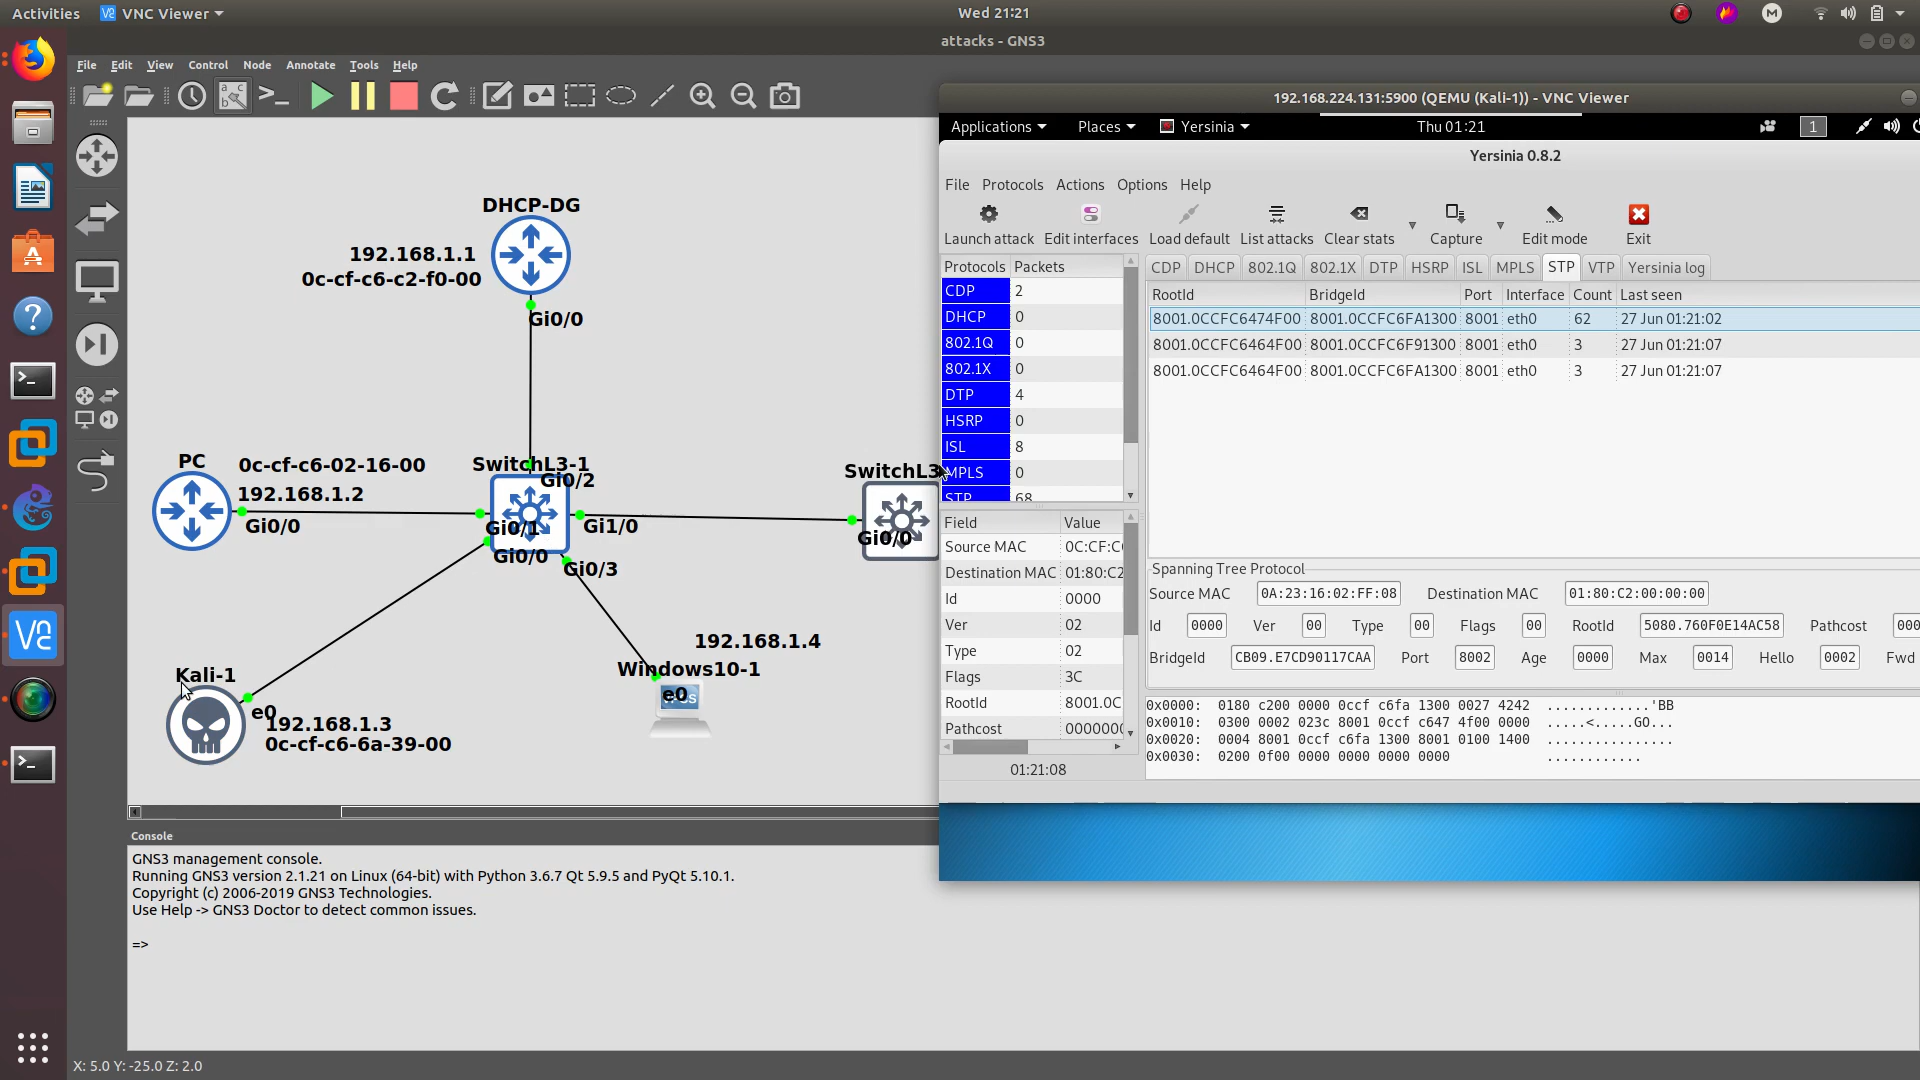 Activities VNC Viewer Wed 21:21
attacks - GNS3
File Edit View Control Node Annotate Tools Help
DHCP-DG
192.168.1.1
0c-cf-c6-c2-f0-00
Gi0/0
PC
0c-cf-c6-02-16-00
192.168.1.2
Gi0/0
SwitchL3-1
Gi0/2
Gi0/1
Gi0/0
Gi1/0
Gi0/3
SwitchL3
Gi0/0
Kali-1
e0
192.168.1.3
0c-cf-c6-6a-39-00
192.168.1.4
Windows10-1
e0
192.168.224.131:5900 (QEMU (Kali-1)) - VNC Viewer
Applications Places Yersinia Thu 01:21 1
Yersinia 0.8.2
File Protocols Actions Options Help
Launch attack Edit interfaces Load default List attacks Clear stats Capture Edit mode Exit
Protocols Packets
CDP 2
DHCP 0
802.1Q 0
802.1X 0
DTP 4
HSRP 0
ISL 8
MPLS 0
STP 68
CDP DHCP 802.1Q 802.1X DTP HSRP ISL MPLS STP VTP Yersinia log
RootId BridgeId Port Interface Count Last seen
8001.0CCFC6474F00 8001.0CCFC6FA1300 8001 eth0 62 27 Jun 01:21:02
8001.0CCFC6464F00 8001.0CCFC6F91300 8001 eth0 3 27 Jun 01:21:07
8001.0CCFC6464F00 8001.0CCFC6FA1300 8001 eth0 3 27 Jun 01:21:07
Field Value
Source MAC 0C:CF:C6
Destination MAC 01:80:C2
Id 0000
Ver 02
Type 02
Flags 3C
RootId 8001.0C
Pathcost 0000000
01:21:08
Spanning Tree Protocol
Source MAC 0A:23:16:02:FF:08 Destination MAC 01:80:C2:00:00:00
Id 0000 Ver 00 Type 00 Flags 00 RootId 5080.760F0E14AC58 Pathcost 000
BridgeId CB09.E7CD90117CAA Port 8002 Age 0000 Max 0014 Hello 0002 Fwd
0x0000: 0180 c200 0000 0ccf c6fa 1300 0027 4242 .............'BB
0x0010: 0300 0002 023c 8001 0ccf c647 4f00 0000 .....<.....GO...
0x0020: 0004 8001 0ccf c6fa 1300 8001 0100 1400 ................
0x0030: 0200 0f00 0000 0000 0000 0000 ............
Console
GNS3 management console.
Running GNS3 version 2.1.21 on Linux (64-bit) with Python 3.6.7 Qt 5.9.5 and PyQt 5.10.1.
Copyright (c) 2006-2019 GNS3 Technologies.
Use Help -> GNS3 Doctor to detect common issues.
=>
X: 5.0 Y: -25.0 Z: 2.0